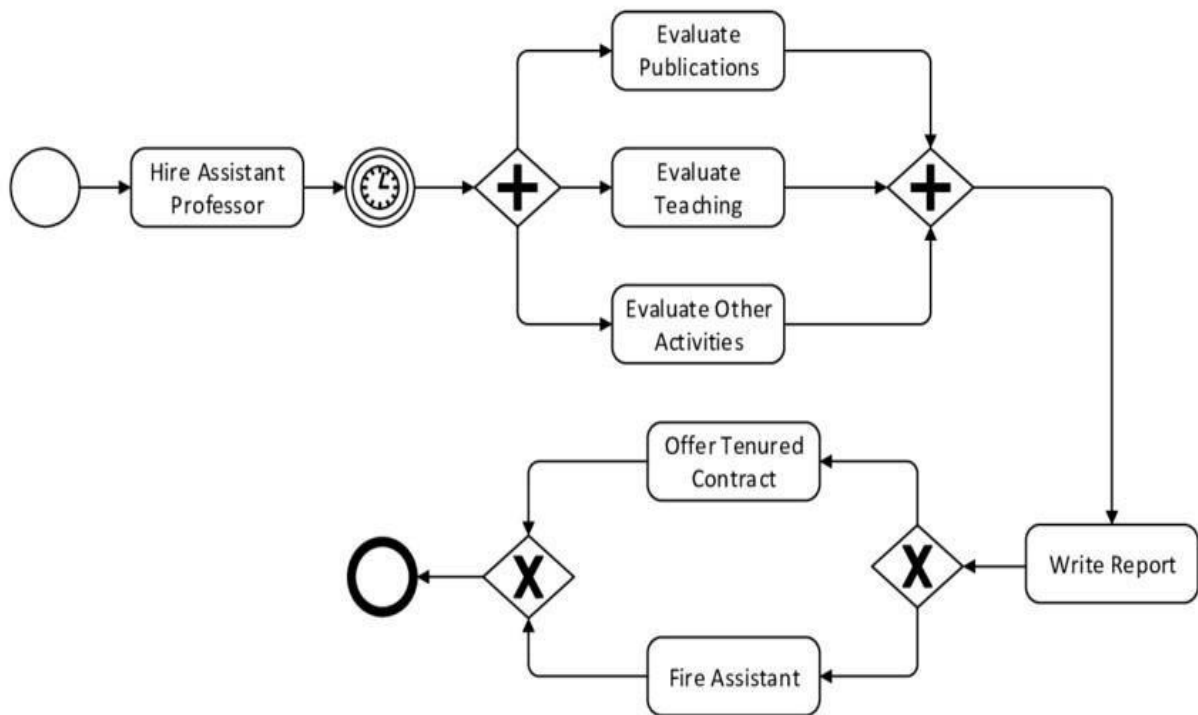 Evaluate
Publications
Hire Assistant
Professor
Evaluate
Teaching
Evaluate Other
Activities
Offer Tenured
Contract
Write Report
Fire Assistant